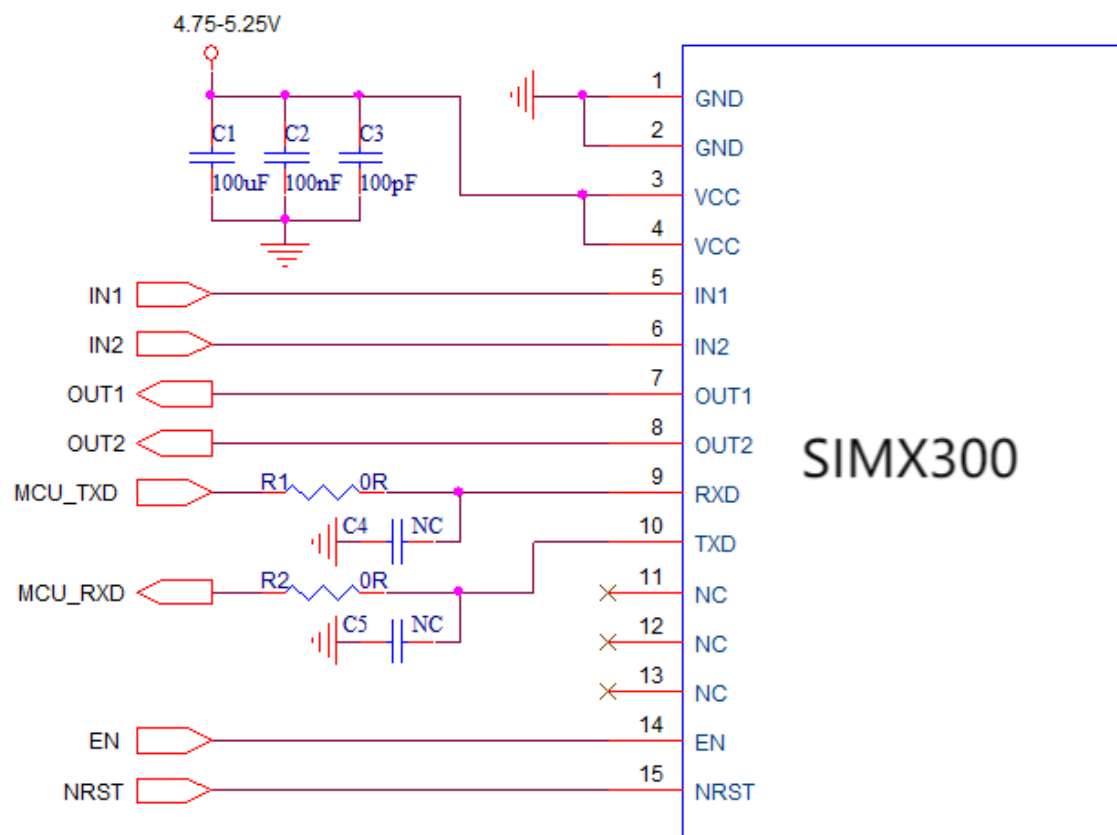 4.75-5.25V
C1 C2 C3
100uF 100nF 100pF
1 GND
2 GND
3 VCC
4 VCC
IN1 5 IN1
IN2 6 IN2
OUT1 7 OUT1
OUT2 8 OUT2
SIMX300
MCU_TXD R1 0R 9 RXD
C4 NC
10 TXD
MCU_RXD R2 0R 11 NC
C5 NC 12 NC
13 NC
EN 14 EN
NRST 15 NRST